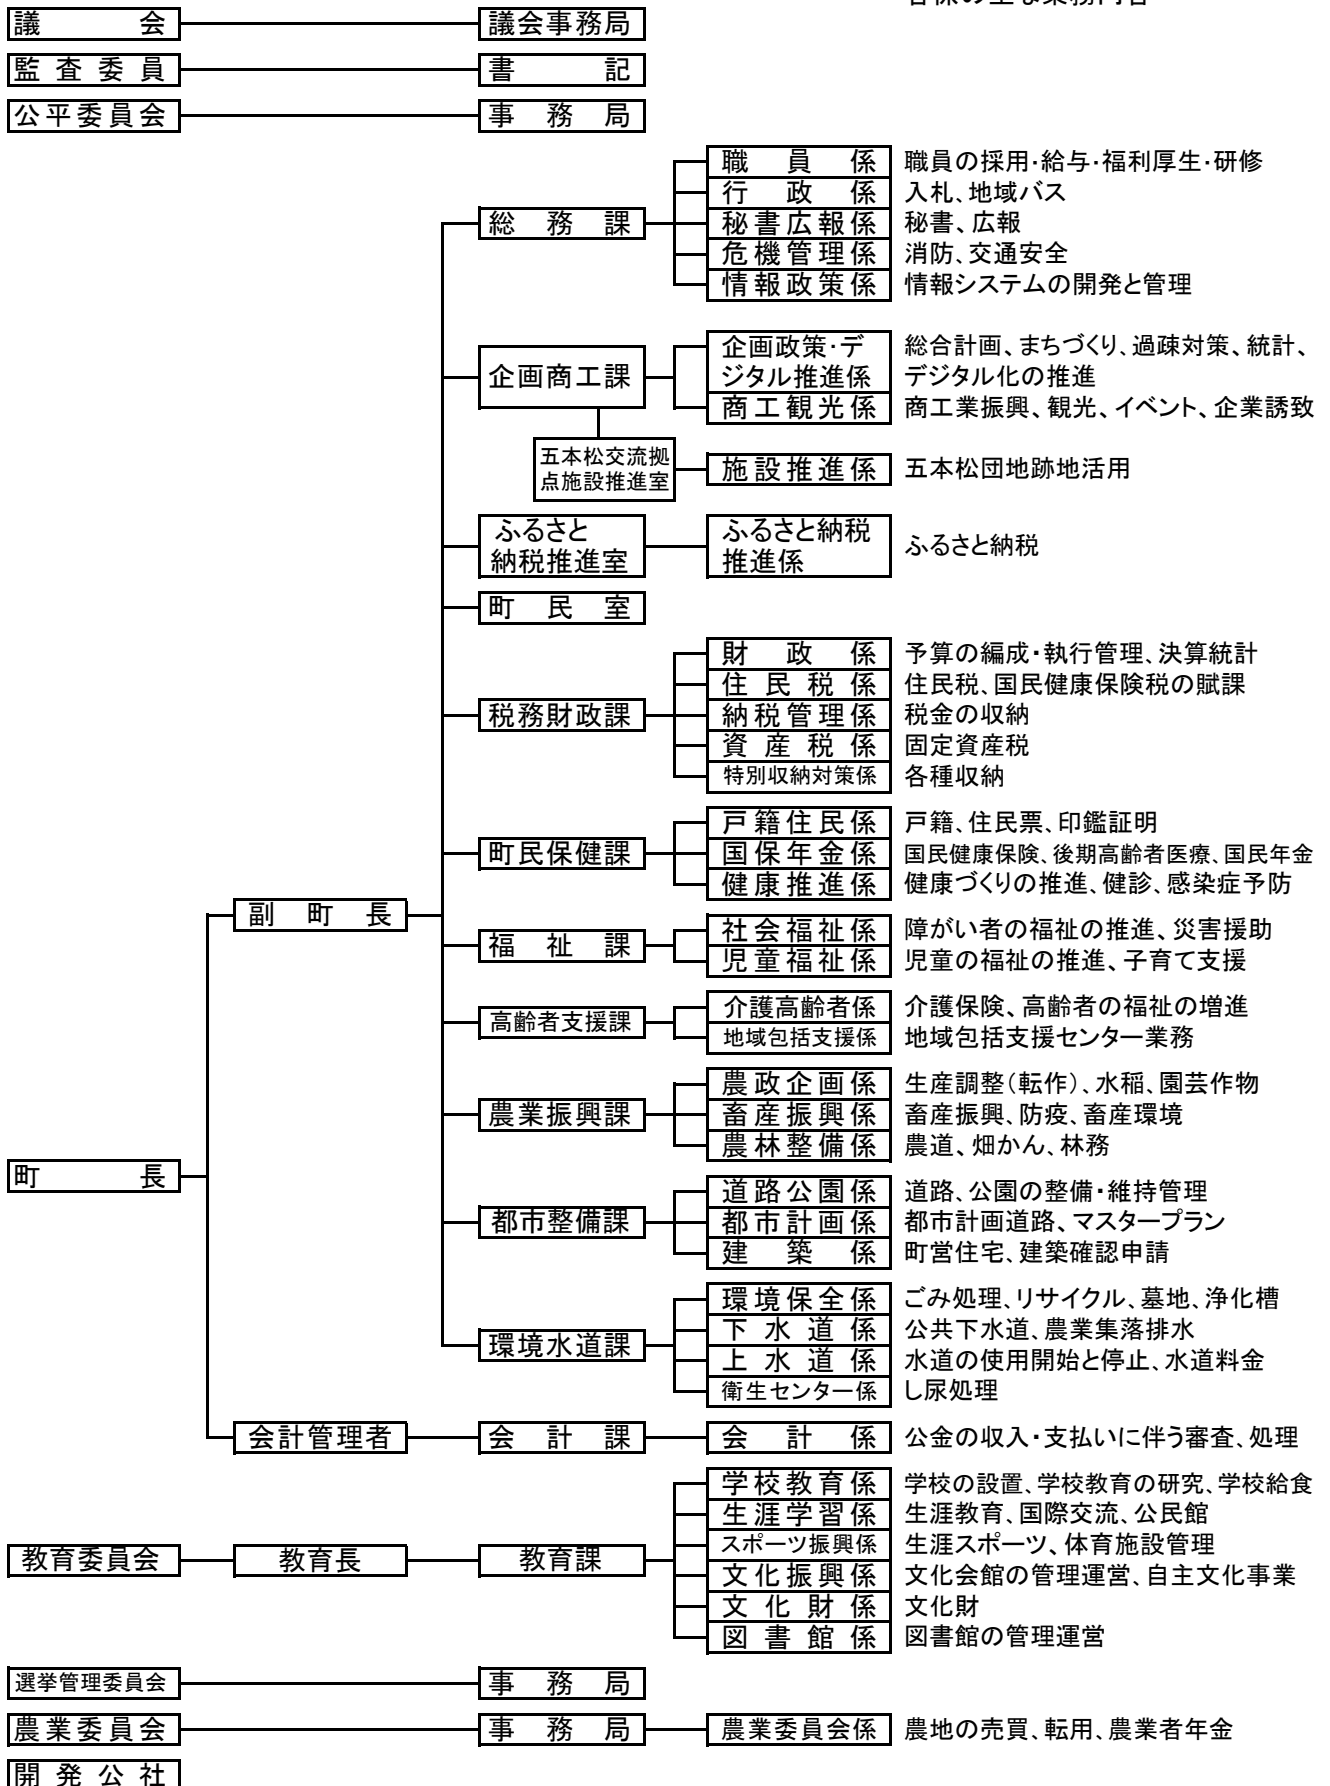 議会 議会事務局
監査委員 書記
公平委員会 事務局
職員係 職員の採用・給与・福利厚生・研修
行政係 入札、地域バス
総務課 秘書広報係 秘書、広報
危機管理係 消防、交通安全
情報政策係 情報システムの開発と管理
企画政策・デ 総合計画、まちづくり、過疎対策、統計、
企画商工課 ジタル推進係 デジタル化の推進
商工観光係 商工業振興、観光、イベント、企業誘致
五本松交流拠
点施設推進室 施設推進係 五本松団地跡地活用
ふるさと ふるさと納税
納税推進室 推進係 ふるさと納税
町民室
財政係 予算の編成・執行管理、決算統計
住民税係 住民税、国民健康保険税の賦課
税務財政課 納税管理係 税金の収納
資産税係 固定資産税
特別収納対策係 各種収納
戸籍住民係 戸籍、住民票、印鑑証明
町民保健課 国保年金係 国民健康保険、後期高齢者医療、国民年金
健康推進係 健康づくりの推進、健診、感染症予防
副町長
福祉課 社会福祉係 障がい者の福祉の推進、災害援助
児童福祉係 児童の福祉の推進、子育て支援
高齢者支援課 介護高齢者係 介護保険、高齢者の福祉の増進
地域包括支援係 地域包括支援センター業務
農政企画係 生産調整(転作)、水稲、園芸作物
農業振興課 畜産振興係 畜産振興、防疫、畜産環境
農林整備係 農道、畑かん、林務
町長
道路公園係 道路、公園の整備・維持管理
都市整備課 都市計画係 都市計画道路、マスタープラン
建築係 町営住宅、建築確認申請
環境保全係 ごみ処理、リサイクル、墓地、浄化槽
下水道係 公共下水道、農業集落排水
環境水道課 上水道係 水道の使用開始と停止、水道料金
衛生センター係 し尿処理
会計管理者 会計課 会計係 公金の収入・支払いに伴う審査、処理
学校教育係 学校の設置、学校教育の研究、学校給食
生涯学習係 生涯教育、国際交流、公民館
スポーツ振興係 生涯スポーツ、体育施設管理
教育委員会 教育長 教育課 文化振興係 文化会館の管理運営、自主文化事業
文化財係 文化財
図書館係 図書館の管理運営
選挙管理委員会 事務局
農業委員会 事務局 農業委員会係 農地の売買、転用、農業者年金
開発公社